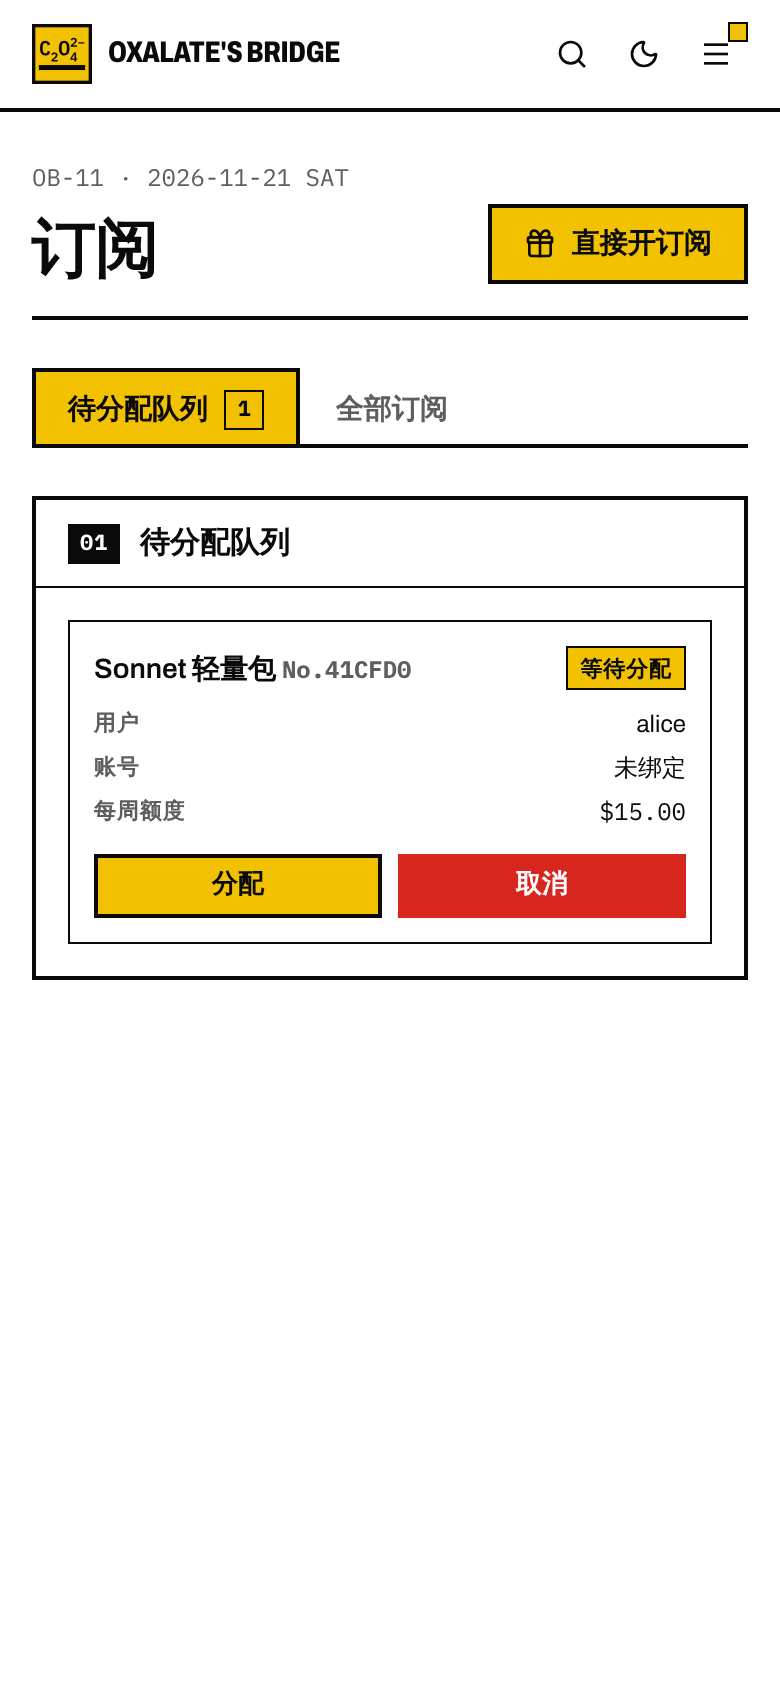 C₂O₄²⁻ OXALATE'S BRIDGE
OB-11 · 2026-11-21 SAT
订阅
直接开订阅
待分配队列 1 全部订阅
01 待分配队列
Sonnet 轻量包 No.41CFD0 等待分配
用户 alice
账号 未绑定
每周额度 $15.00
分配 取消